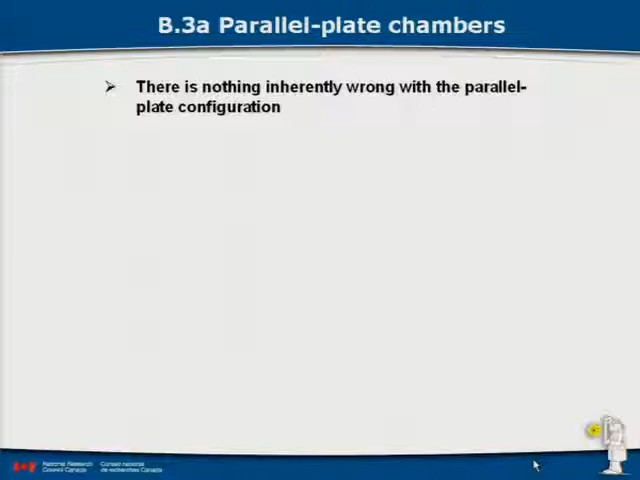 B.3a Parallel-plate chambers
There is nothing inherently wrong with the parallel-
plate configuration
National Research Conseil national
Council Canada de recherches Canada